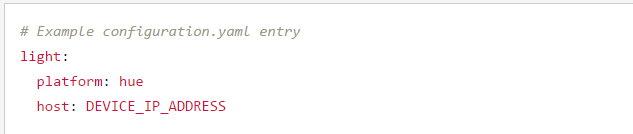 # Example configuration.yaml entry
light:
  platform: hue
  host: DEVICE_IP_ADDRESS